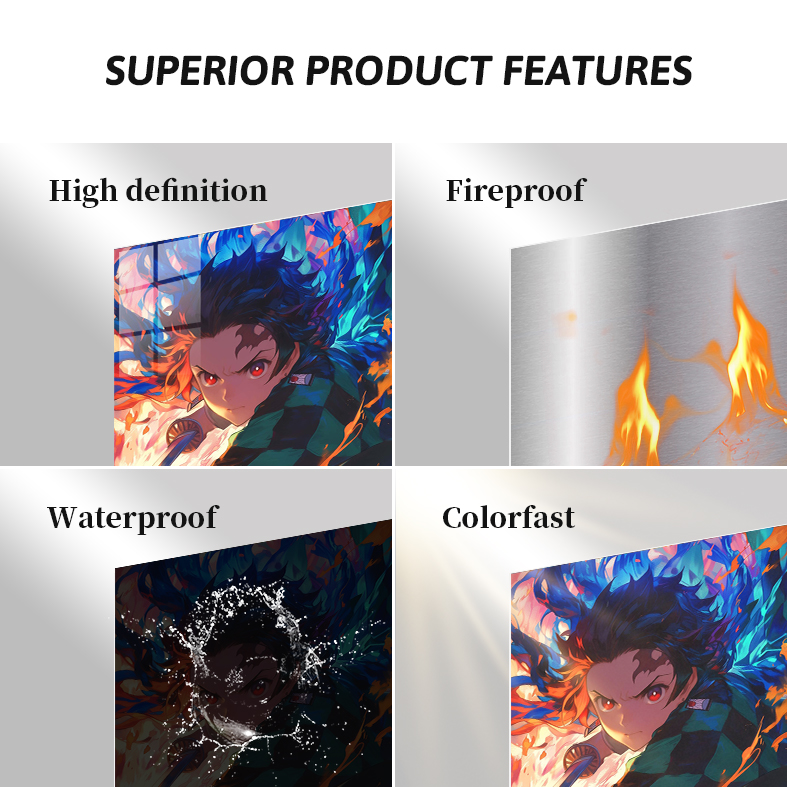 SUPERIOR PRODUCT FEATURES
High definition
Fireproof
Waterproof
Colorfast